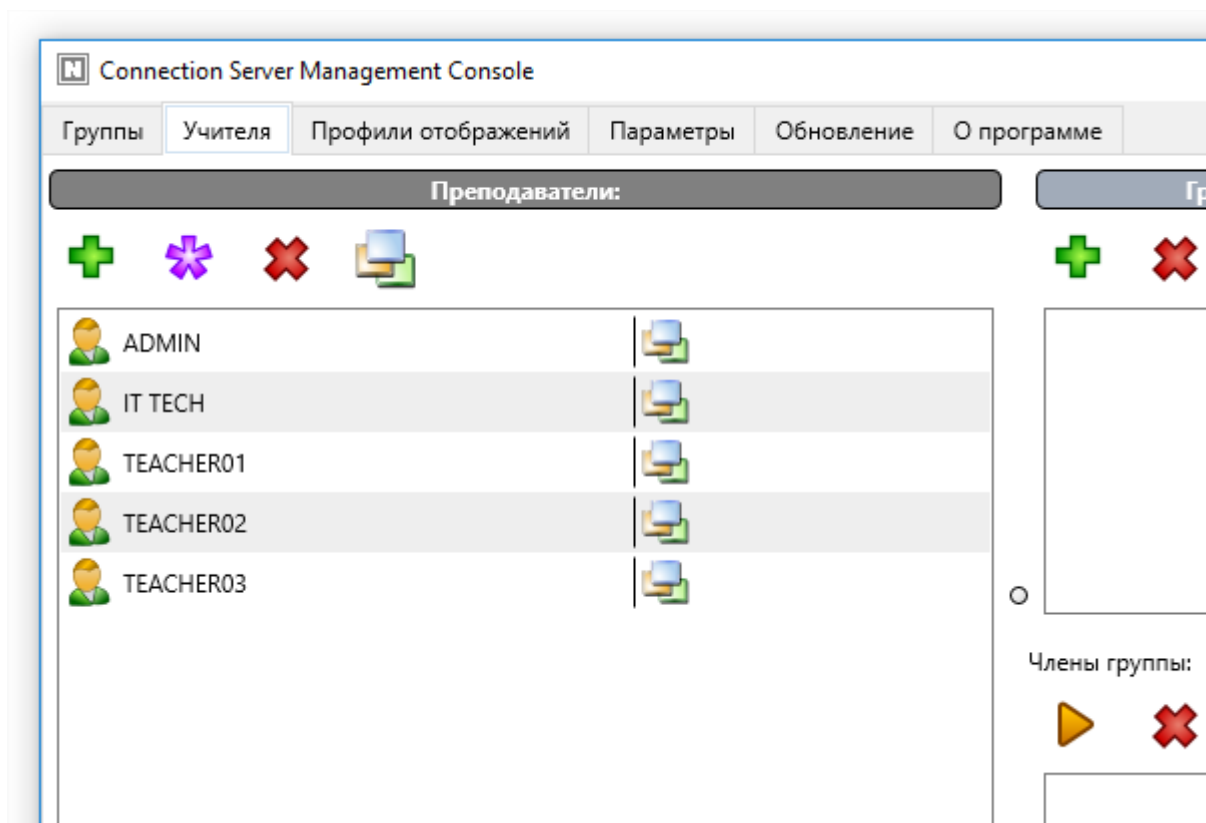 Connection Server Management Console
Группы Учителя Профили отображений Параметры Обновление О программе
Преподаватели:
ADMIN
IT TECH
TEACHER01
TEACHER02
TEACHER03
Члены группы: